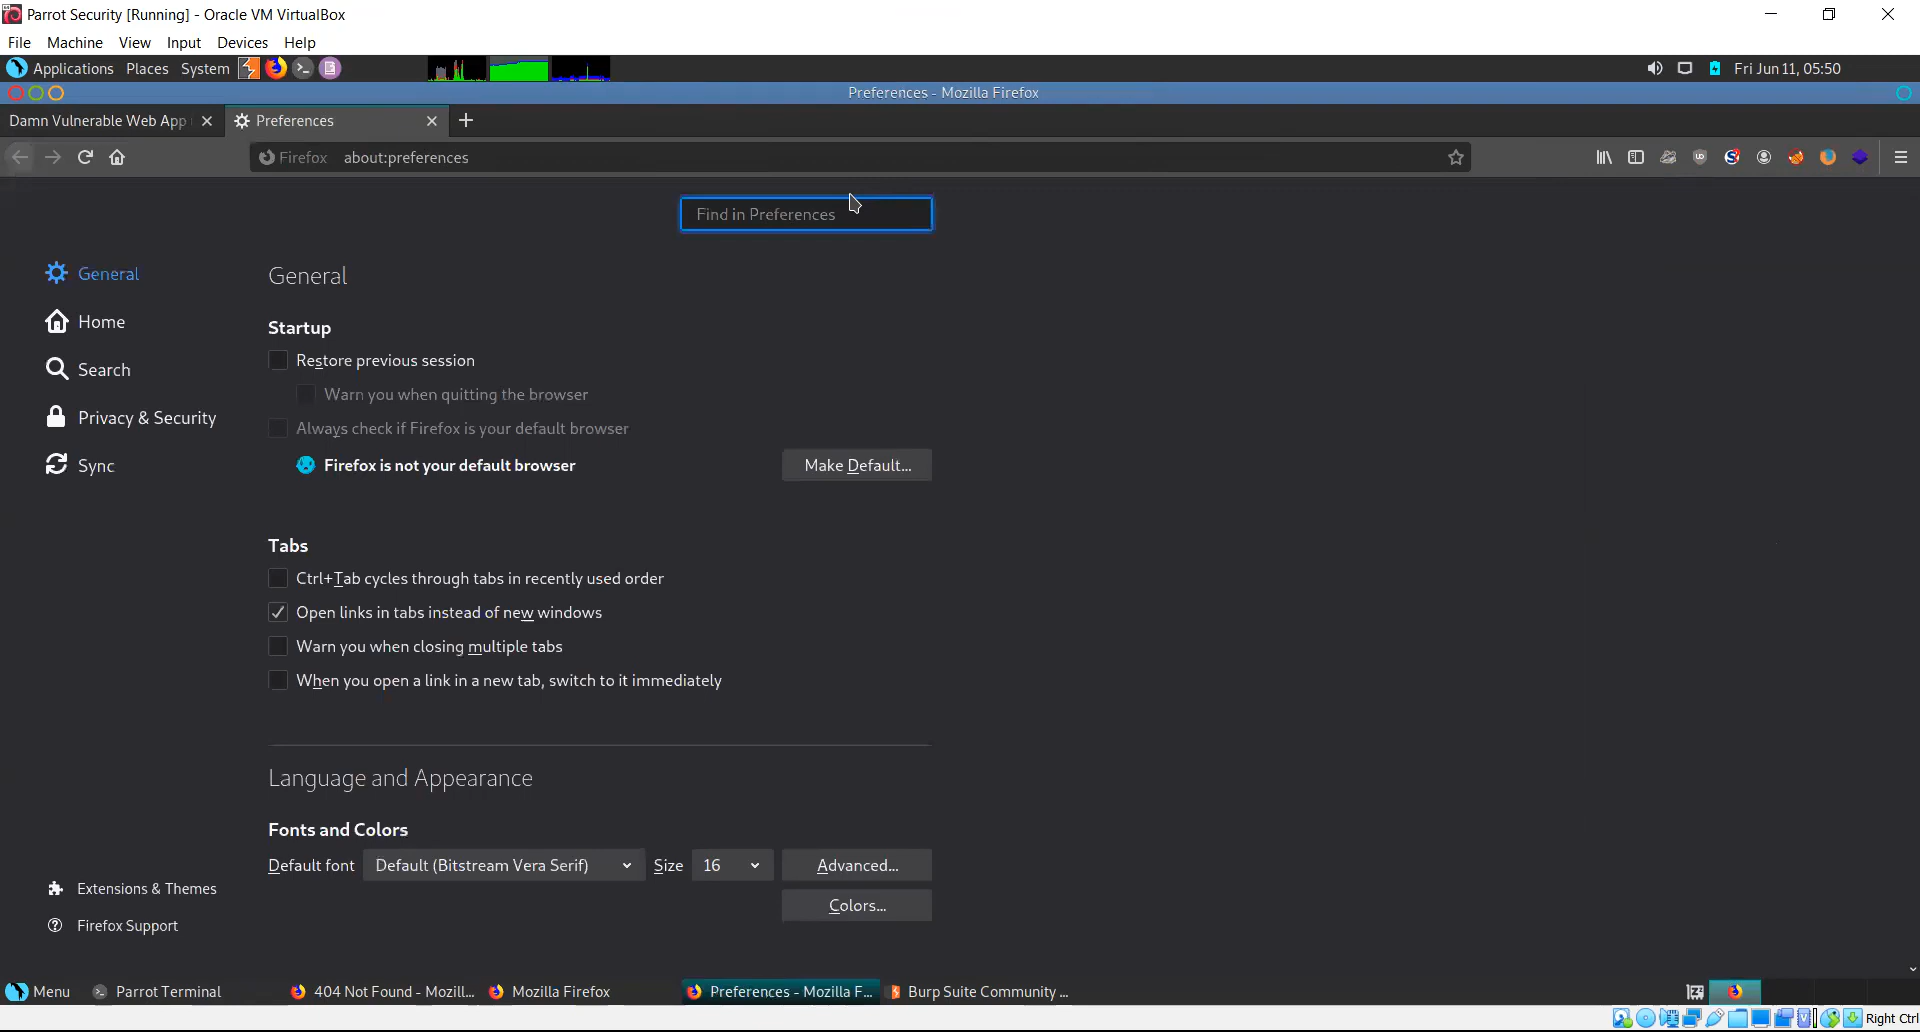 Parrot Security [Running] - Oracle VM VirtualBox
File Machine View Input Devices Help
Applications Places System Fri Jun 11, 05:50
Preferences - Mozilla Firefox
Damn Vulnerable Web App Preferences
Firefox about:preferences
Find in Preferences
General
Home
Search
Privacy & Security
Sync
General
Startup
Restore previous session
Warn you when quitting the browser
Always check if Firefox is your default browser
Firefox is not your default browser Make Default...
Tabs
Ctrl+Tab cycles through tabs in recently used order
Open links in tabs instead of new windows
Warn you when closing multiple tabs
When you open a link in a new tab, switch to it immediately
Language and Appearance
Fonts and Colors
Default font Default (Bitstream Vera Serif) Size 16 Advanced...
Colors...
Extensions & Themes
Firefox Support
Menu Parrot Terminal 404 Not Found - Mozill... Mozilla Firefox Preferences - Mozilla F... Burp Suite Community ...
Right Ctrl